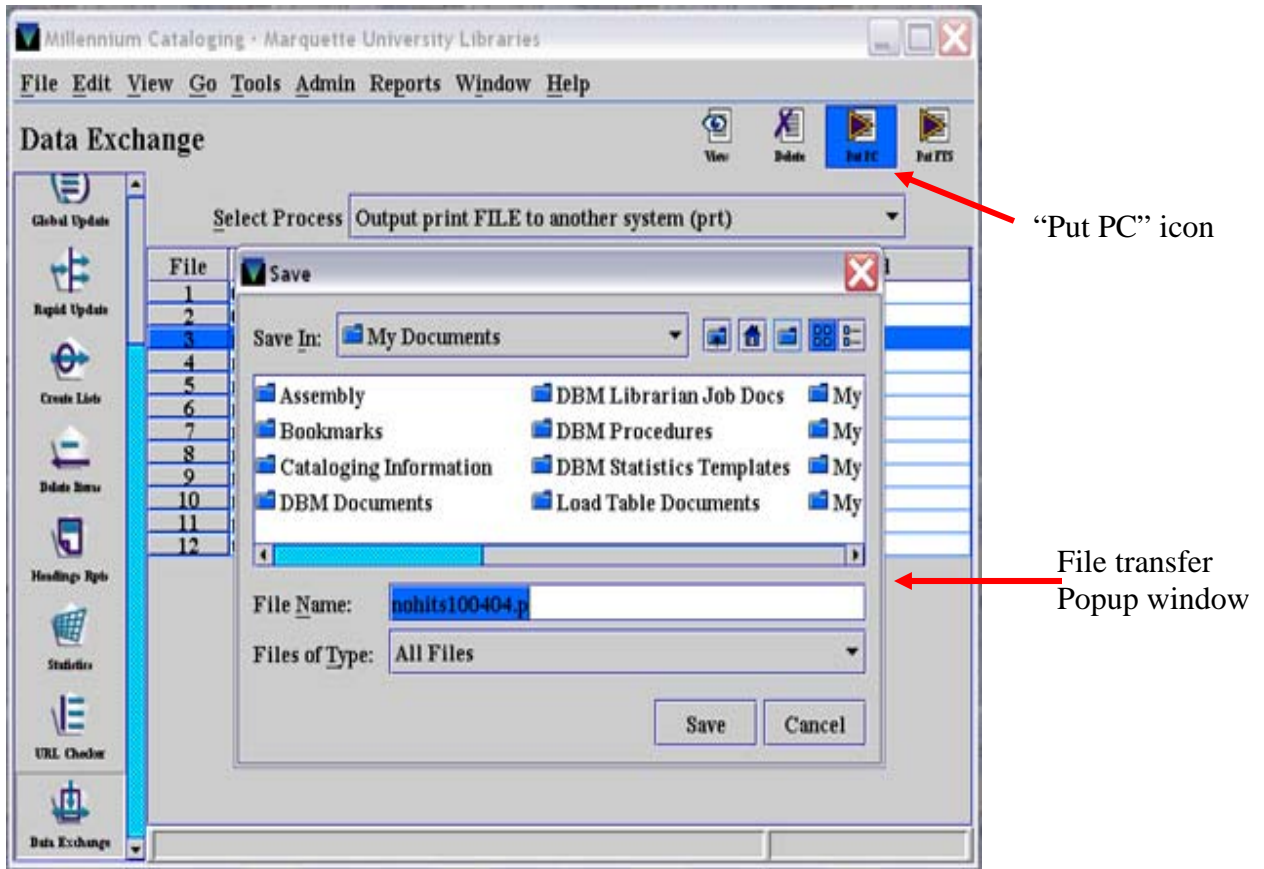 Millennium Cataloging · Marquette University Libraries
File Edit View Go Tools Admin Reports Window Help
Data Exchange
View
Delete
Put PC
Put FTS
“Put PC” icon
Select Process
Output print FILE to another system (prt)
Global Update
Rapid Update
Create Lists
Delete Items
Headings Rpts
Statistics
URL Checker
Data Exchange
File
1
2
3
4
5
6
7
8
9
10
11
12
Save
Save In:
My Documents
Assembly
DBM Librarian Job Docs
My
Bookmarks
DBM Procedures
My
Cataloging Information
DBM Statistics Templates
My
DBM Documents
Load Table Documents
My
File Name:
nohits100404.p
Files of Type:
All Files
Save
Cancel
File transfer
Popup window